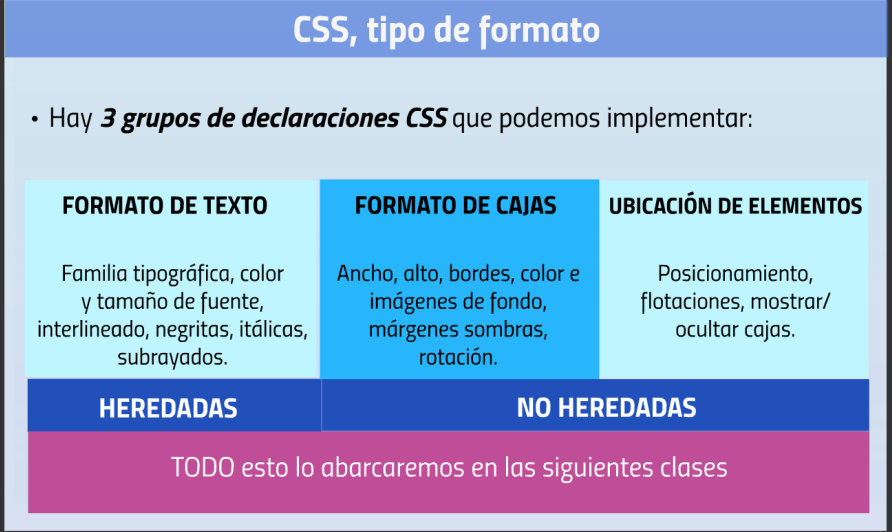 CSS, tipo de formato
• Hay 3 grupos de declaraciones CSS que podemos implementar:
FORMATO DE TEXTO
Familia tipográfica, color
y tamaño de fuente,
interlineado, negritas, itálicas,
subrayados.
FORMATO DE CAJAS
Ancho, alto, bordes, color e
imágenes de fondo,
márgenes sombras,
rotación.
UBICACIÓN DE ELEMENTOS
Posicionamiento,
flotaciones, mostrar/
ocultar cajas.
HEREDADAS
NO HEREDADAS
TODO esto lo abarcaremos en las siguientes clases